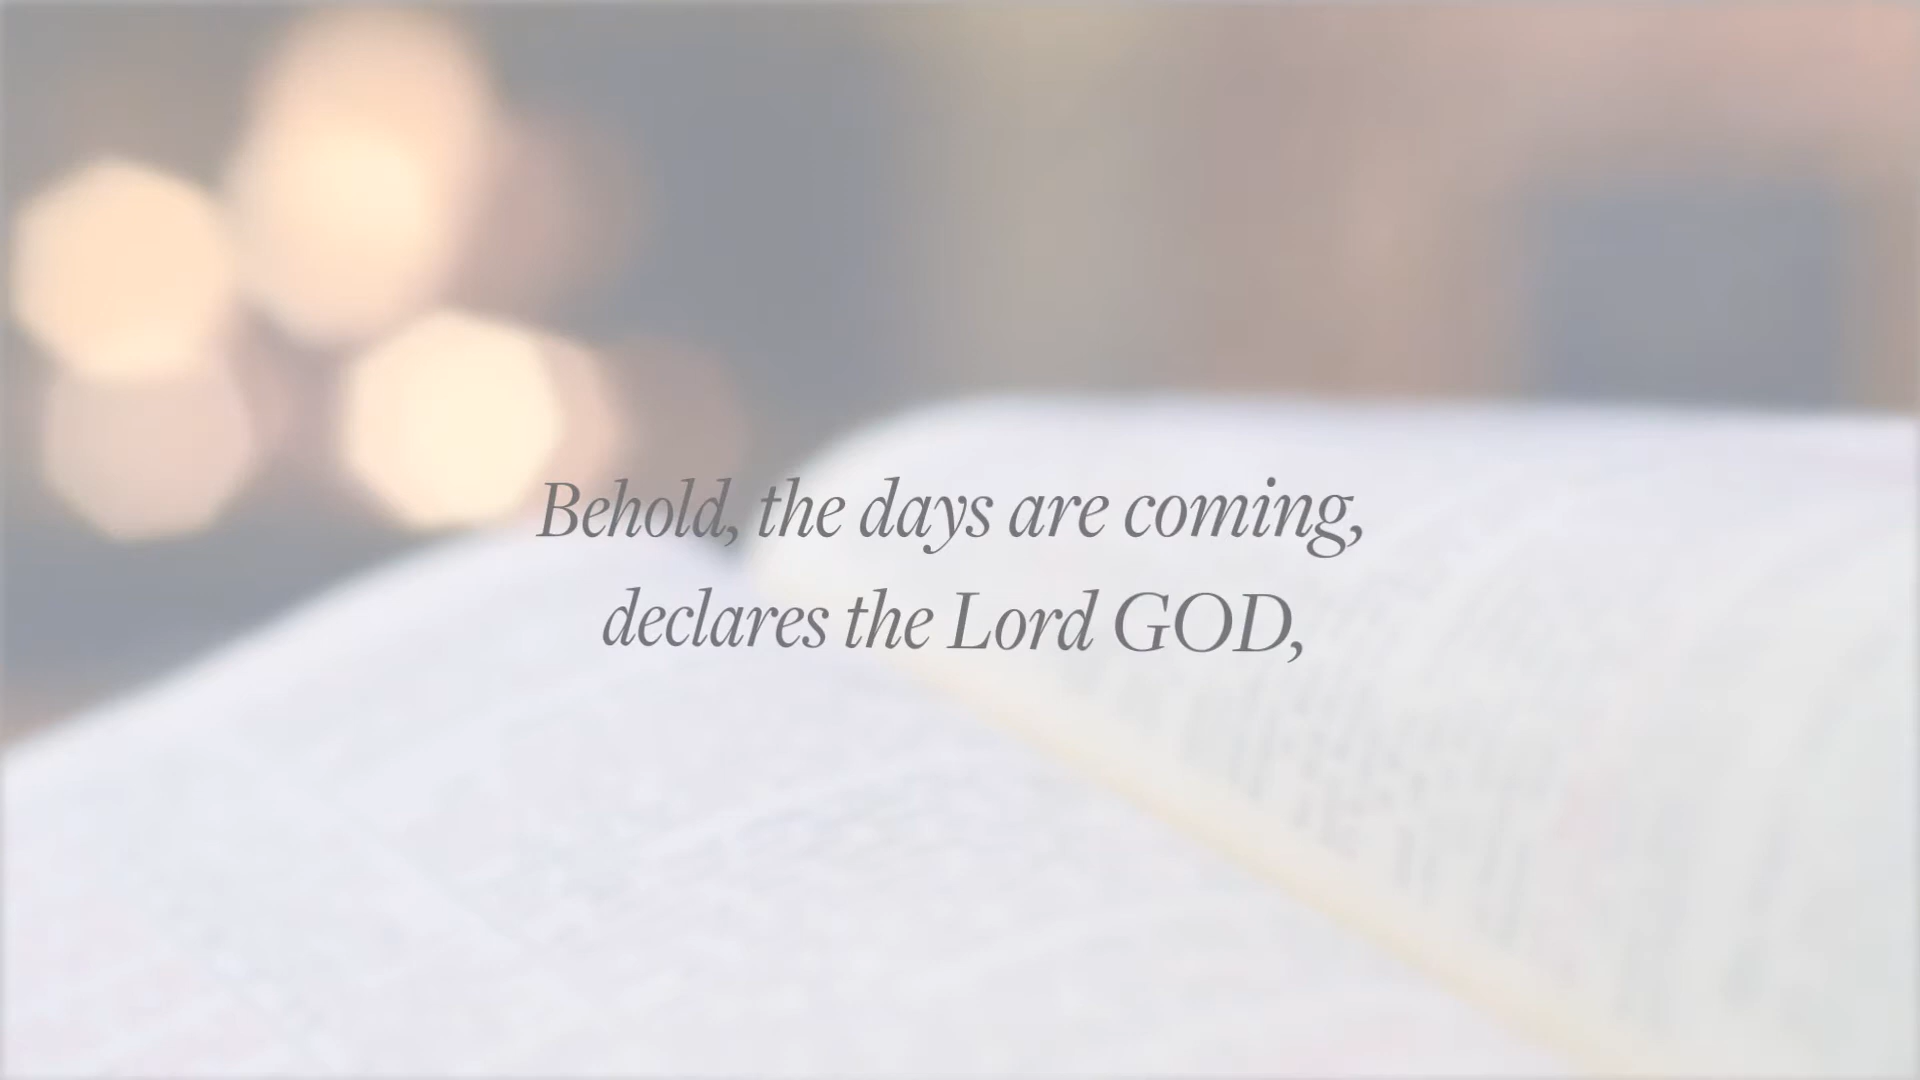 Behold, the days are coming,
declares the Lord GOD,